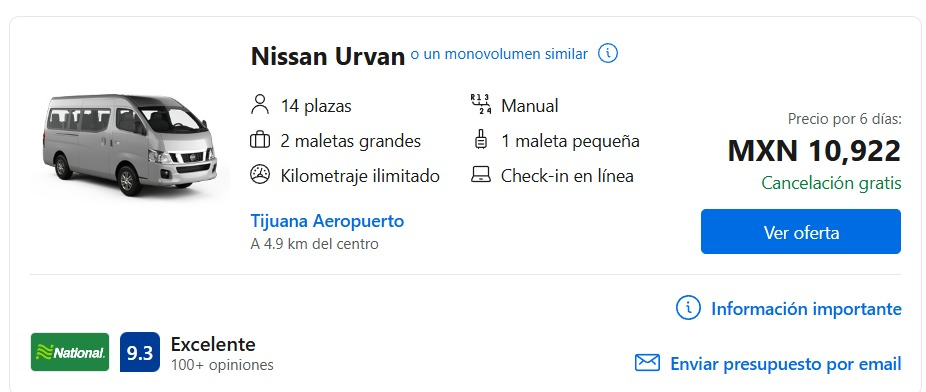 Nissan Urvan o un monovolumen similar
14 plazas
Manual
2 maletas grandes
1 maleta pequeña
Kilometraje ilimitado
Check-in en línea
Tijuana Aeropuerto
A 4.9 km del centro
Precio por 6 días:
MXN 10,922
Cancelación gratis
Ver oferta
Información importante
National.
9.3
Excelente
100+ opiniones
Enviar presupuesto por email